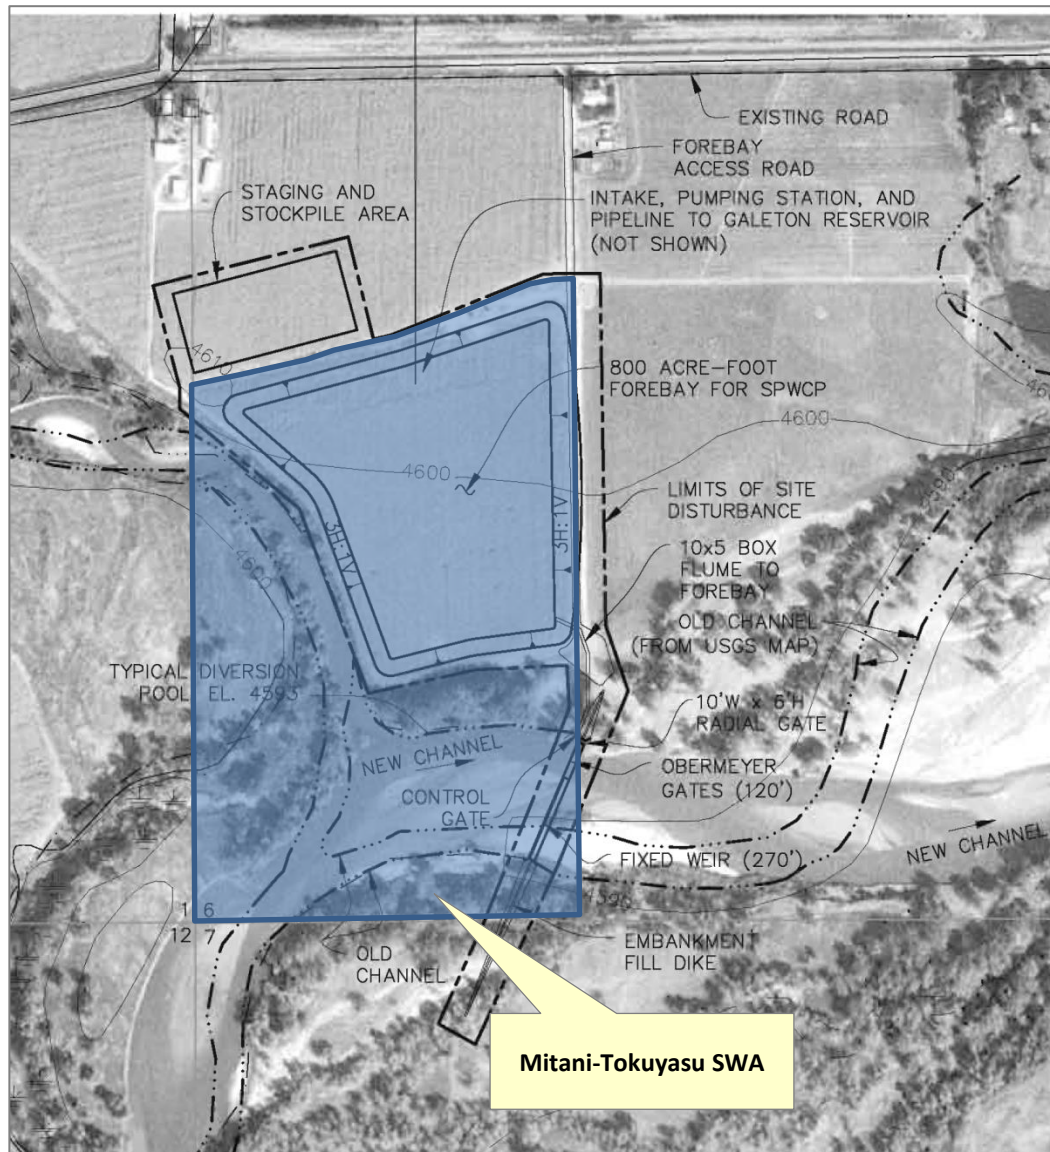 EXISTING ROAD
FOREBAY
ACCESS ROAD
STAGING AND
STOCKPILE AREA
INTAKE, PUMPING STATION, AND
PIPELINE TO GALETON RESERVOIR
(NOT SHOWN)
4610
800 ACRE-FOOT
FOREBAY FOR SPWCP
4600
4600
LIMITS OF SITE
DISTURBANCE
3H:1V
3H:1V
4600
10x5 BOX
FLUME TO
FOREBAY
OLD CHANNEL
(FROM USGS MAP)
TYPICAL DIVERSION
POOL EL. 4593
10'W x 6'H
RADIAL GATE
NEW CHANNEL
OBERMEYER
GATES (120')
CONTROL
GATE
FIXED WEIR (270')
NEW CHANNEL
4590
1 6
12 7
OLD
CHANNEL
EMBANKMENT
FILL DIKE
Mitani-Tokuyasu SWA